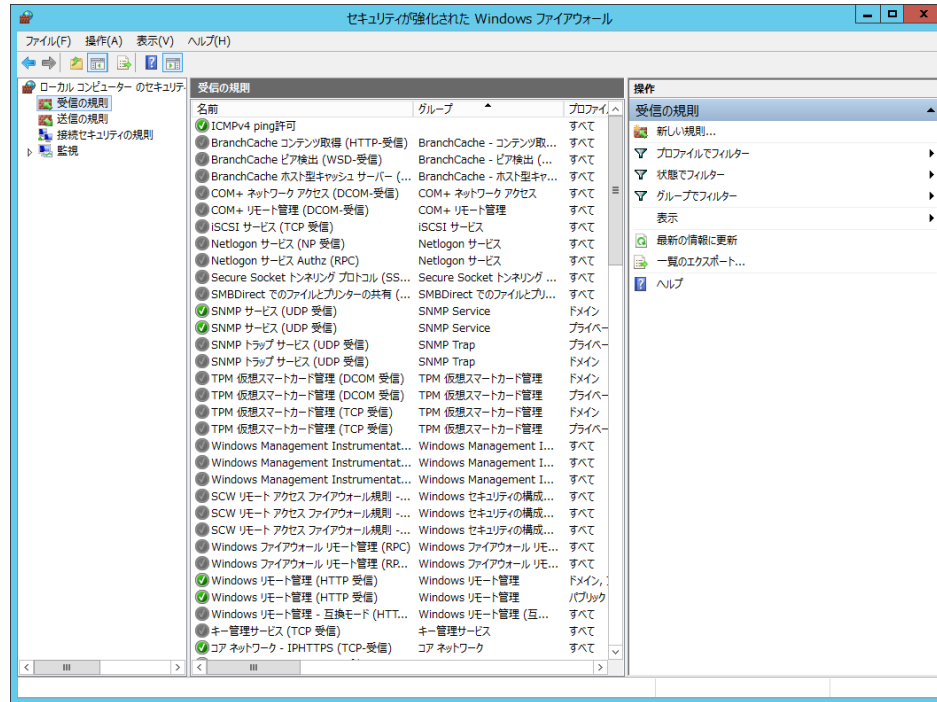 セキュリティが強化された Windows ファイアウォール
ファイル(F) 操作(A) 表示(V) ヘルプ(H)
ローカル コンピューター のセキュリテ
受信の規則
送信の規則
接続セキュリティの規則
監視
受信の規則
名前 グループ プロファイ
ICMPv4 ping許可 すべて
BranchCache コンテンツ取得 (HTTP-受信) BranchCache - コンテンツ取... すべて
BranchCache ピア検出 (WSD-受信) BranchCache - ピア検出 (... すべて
BranchCache ホスト型キャッシュ サーバー (... BranchCache - ホスト型キャ... すべて
COM+ ネットワーク アクセス (DCOM-受信) COM+ ネットワーク アクセス すべて
COM+ リモート管理 (DCOM-受信) COM+ リモート管理 すべて
iSCSI サービス (TCP 受信) iSCSI サービス すべて
Netlogon サービス (NP 受信) Netlogon サービス すべて
Netlogon サービス Authz (RPC) Netlogon サービス すべて
Secure Socket トンネリング プロトコル (SS... Secure Socket トンネリング ... すべて
SMBDirect でのファイルとプリンターの共有 (... SMBDirect でのファイルとプリ... すべて
SNMP サービス (UDP 受信) SNMP Service ドメイン
SNMP サービス (UDP 受信) SNMP Service プライベー
SNMP トラップ サービス (UDP 受信) SNMP Trap プライベー
SNMP トラップ サービス (UDP 受信) SNMP Trap ドメイン
TPM 仮想スマートカード管理 (DCOM 受信) TPM 仮想スマートカード管理 ドメイン
TPM 仮想スマートカード管理 (DCOM 受信) TPM 仮想スマートカード管理 プライベー
TPM 仮想スマートカード管理 (TCP 受信) TPM 仮想スマートカード管理 ドメイン
TPM 仮想スマートカード管理 (TCP 受信) TPM 仮想スマートカード管理 プライベー
Windows Management Instrumentat... Windows Management I... すべて
Windows Management Instrumentat... Windows Management I... すべて
Windows Management Instrumentat... Windows Management I... すべて
SCW リモート アクセス ファイアウォール規則 -... Windows セキュリティの構成... すべて
SCW リモート アクセス ファイアウォール規則 -... Windows セキュリティの構成... すべて
SCW リモート アクセス ファイアウォール規則 -... Windows セキュリティの構成... すべて
Windows ファイアウォール リモート管理 (RPC) Windows ファイアウォール リモ... すべて
Windows ファイアウォール リモート管理 (RP... Windows ファイアウォール リモ... すべて
Windows リモート管理 (HTTP 受信) Windows リモート管理 ドメイン,
Windows リモート管理 (HTTP 受信) Windows リモート管理 パブリック
Windows リモート管理 - 互換モード (HTT... Windows リモート管理 (互... すべて
キー管理サービス (TCP 受信) キー管理サービス すべて
コア ネットワーク - IPHTTPS (TCP-受信) コア ネットワーク すべて
操作
受信の規則
新しい規則...
プロファイルでフィルター
状態でフィルター
グループでフィルター
表示
最新の情報に更新
一覧のエクスポート...
ヘルプ